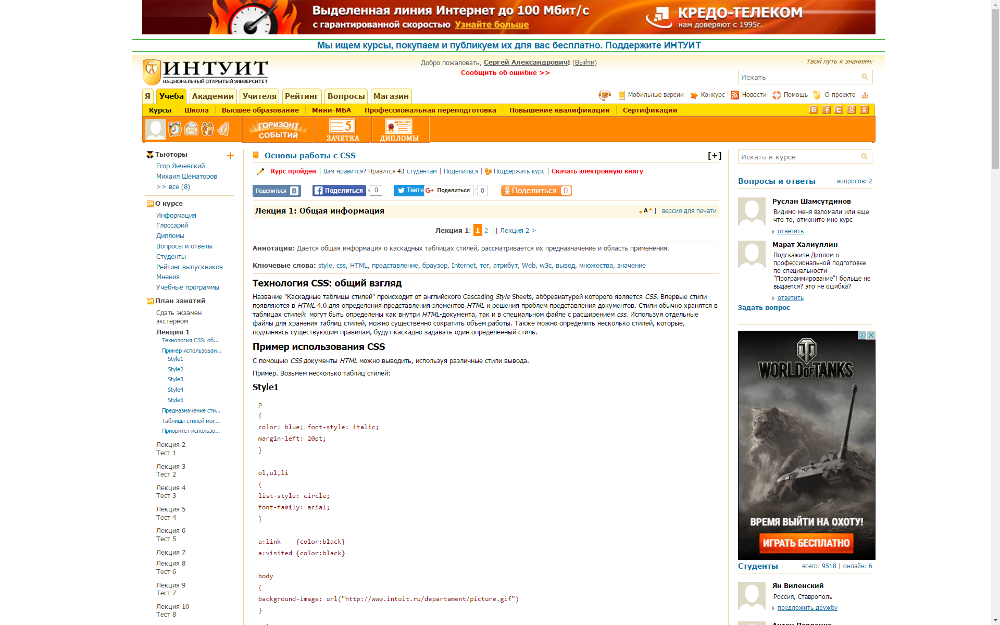 Выделенная линия Интернет до 100 Мбит/с
с гарантированной скоростью Узнайте больше
КРЕДО-ТЕЛЕКОМ
нам доверяют с 1995г.
Мы ищем курсы, покупаем и публикуем их для вас бесплатно. Поддержите ИНТУИТ
ИНТУИТ
НАЦИОНАЛЬНЫЙ ОТКРЫТЫЙ УНИВЕРСИТЕТ
Добро пожаловать, Сергей Александрович! (Выйти)
Сообщить об ошибке >>
Твой путь к знаниям!
Искать
Я Учеба Академии Учителя Рейтинг Вопросы Магазин
Мобильные версии Конкурс Новости Помощь О проекте
Курсы Школа Высшее образование Мини-МБА Профессиональная переподготовка Повышение квалификации Сертификации
ГОРИЗОНТ СОБЫТИЙ
5 ЗАЧЕТКА
ДИПЛОМ
ДИПЛОМЫ
Тьюторы +
Егор Янчевский
Михаил Шематоров
>> все (8)
О курсе
Информация
Глоссарий
Дипломы
Вопросы и ответы
Студенты
Рейтинг выпускников
Мнения
Учебные программы
План занятий
Сдать экзамен
экстерном
Лекция 1
Технология CSS: об...
Пример использован...
Style1
Style2
Style3
Style4
Style5
Предназначение сти...
Таблицы стилей мог...
Приоритет использо...
Лекция 2
Тест 1
Лекция 3
Тест 2
Лекция 4
Тест 3
Лекция 5
Тест 4
Лекция 6
Тест 5
Лекция 7
Лекция 8
Тест 6
Лекция 9
Тест 7
Лекция 10
Тест 8
Основы работы с CSS [+]
Курс пройден | Вам нравится? Нравится 43 студентам | Поделиться | Поддержать курс | Скачать электронную книгу
Поделиться В
Поделиться 0
Твитн
Поделиться 0
Поделиться 0
Лекция 1: Общая информация
A | версия для печати
Лекция 1: 1 2 || Лекция 2 >
Аннотация: Дается общая информация о каскадных таблицах стилей, рассматривается их предназначение и область применения.
Ключевые слова: style, css, HTML, представление, браузер, Internet, тег, атрибут, Web, w3c, вывод, множества, значение
Технология CSS: общий взгляд
Название "Каскадные таблицы стилей" происходит от английского Cascading Style Sheets, аббревиатурой которого является CSS. Впервые стили
появляются в HTML 4.0 для определения представления элементов HTML и решения проблем представления документов. Стили обычно хранятся в
таблицах стилей: могут быть определены как внутри HTML-документа, так и в специальном файле с расширением css. Используя отдельные
файлы для хранения таблиц стилей, можно существенно сократить объем работы. Также можно определить несколько стилей, которые,
подчиняясь существующим правилам, будут каскадно задавать один определенный стиль.
Пример использования CSS
С помощью CSS документы HTML можно выводить, используя различные стили вывода.
Пример. Возьмем несколько таблиц стилей:
Style1
p
{
color: blue; font-style: italic;
margin-left: 20pt;
}
ol,ul,li
{
list-style: circle;
font-family: arial;
}
a:link    {color:black}
a:visited {color:black}
body
{
background-image: url("http://www.intuit.ru/departament/picture.gif")
}
Искать в курсе
Вопросы и ответы вопросов: 2
Руслан Шамсутдинов
Видимо меня взломали или еще
что то, отмените мне курс
ответить
Марат Халиуллин
Подскажите Диплом о
профессиональной подготовке
по специальности
"Программирование"! больше не
выдается? это не ошибка?
ответить
Задать вопрос
WORLD OF TANKS
ВРЕМЯ ВЫЙТИ НА ОХОТУ!
ИГРАТЬ БЕСПЛАТНО
Студенты всего: 9518 | онлайн: 6
Ян Виленский
Россия, Ставрополь
предложить дружбу
Антон Павленко